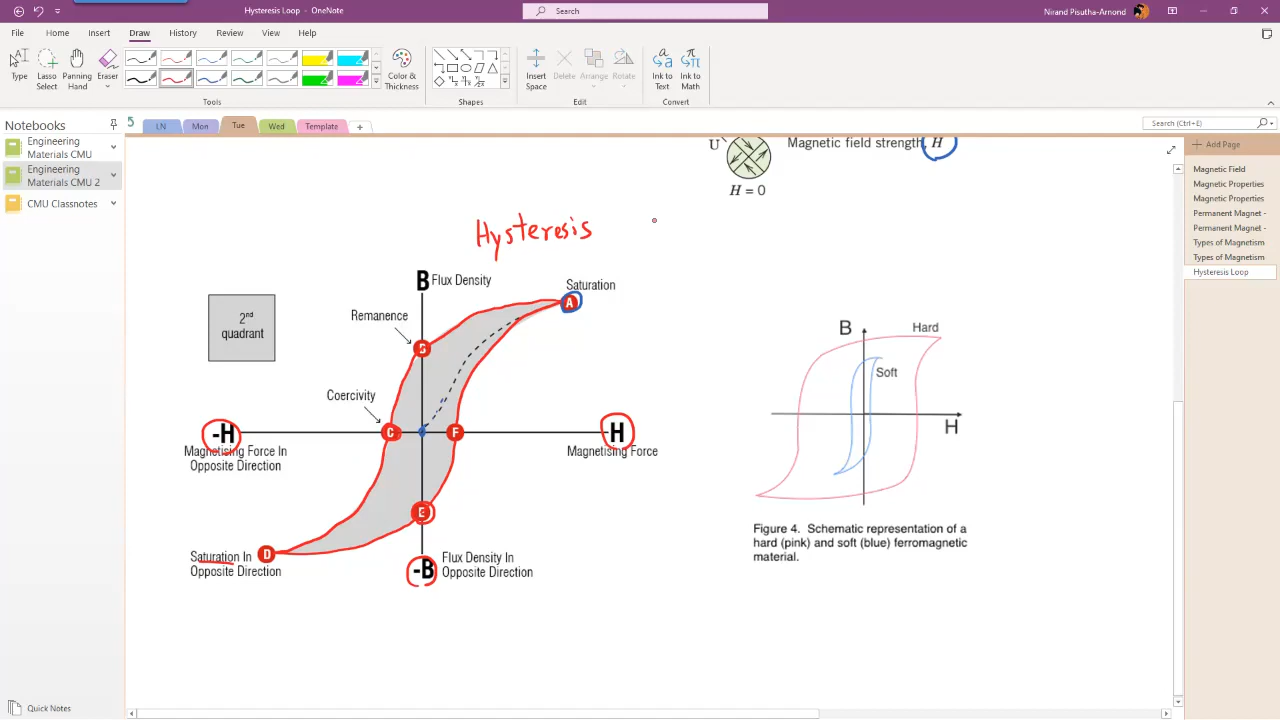 Hysteresis Loop - OneNote
Search
Nirand Pisutha-Arnond
File
Home
Insert
Draw
History
Review
View
Help
Type
Lasso
Select
Panning
Hand
Eraser
Color &
Thickness
Insert
Space
Delete
Arrange
Rotate
Ink to
Text
Ink to
Math
Tools
Shapes
Edit
Convert
Notebooks
5
LN
Mon
Tue
Wed
Template
Search (Ctrl+E)
Engineering
Materials CMU
Engineering
Materials CMU 2
CMU Classnotes
Quick Notes
Add Page
Magnetic Field
Magnetic Properties
Magnetic Properties
Permanent Magnet -
Permanent Magnet -
Types of Magnetism
Types of Magnetism
Hysteresis Loop
U
Magnetic field strength, H
H = 0
Hysteresis
B Flux Density
Saturation
A
2nd
quadrant
Remanence
B
Coercivity
-H
C
F
H
Magnetising Force In
Opposite Direction
Magnetising Force
E
Saturation In
Opposite Direction
D
-B
Flux Density In
Opposite Direction
B
Hard
Soft
H
Figure 4. Schematic representation of a
hard (pink) and soft (blue) ferromagnetic
material.